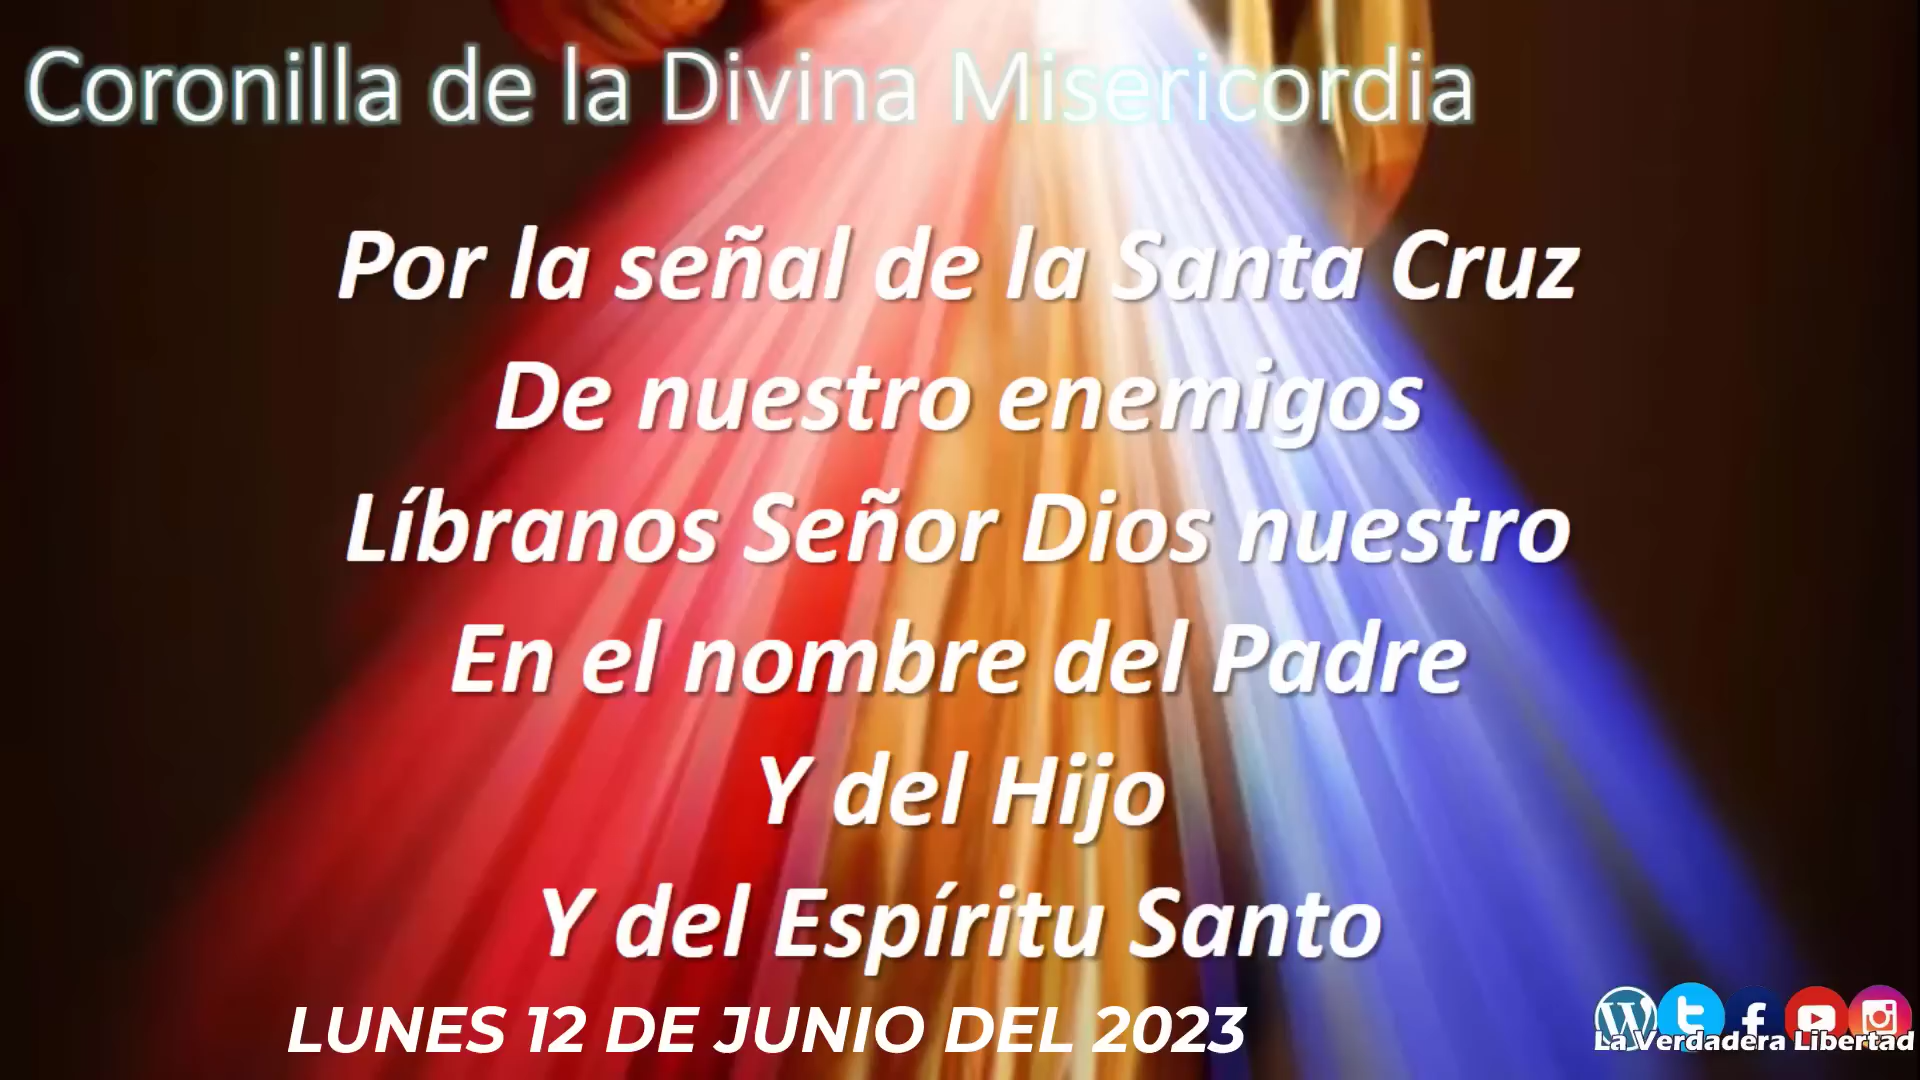 Coronilla de la Divina Misericordia
Por la señal de la Santa Cruz
De nuestro enemigos
Líbranos Señor Dios nuestro
En el nombre del Padre
Y del Hijo
Y del Espíritu Santo
LUNES 12 DE JUNIO DEL 2023
La Verdadera Libertad